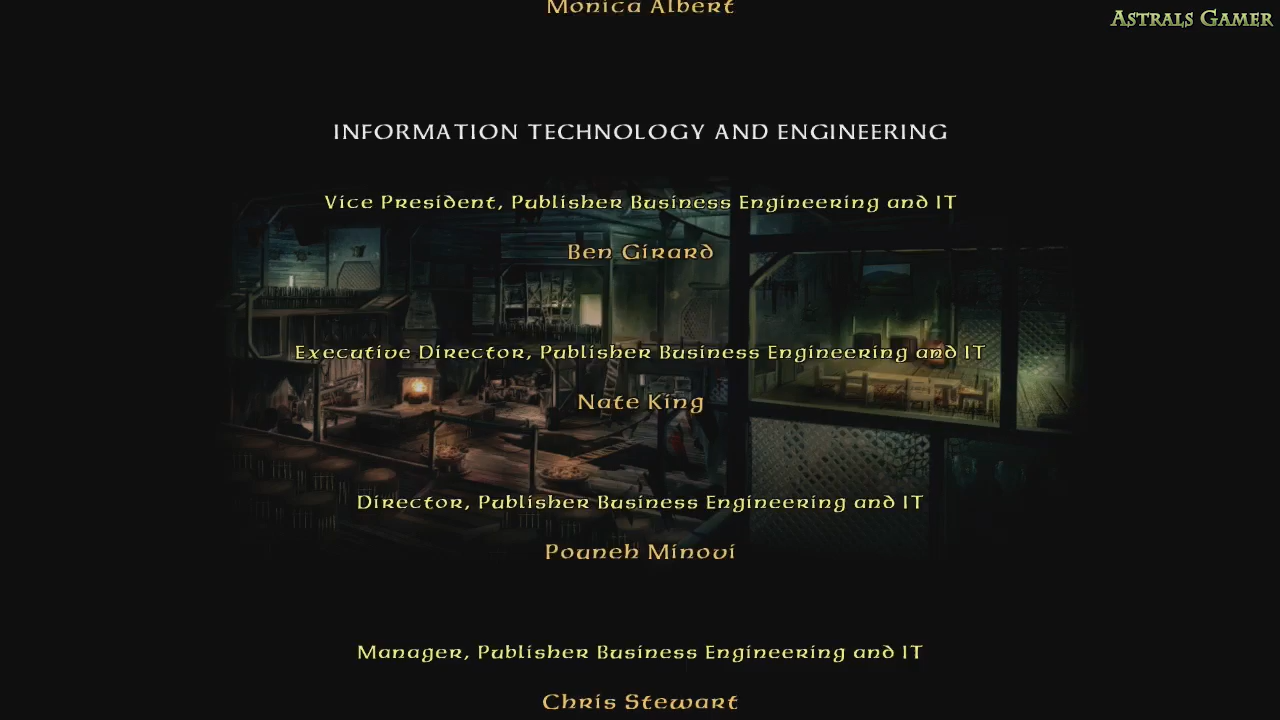 Monica Albert
Astrals Gamer
INFORMATION TECHNOLOGY AND ENGINEERING
Vice President, Publisher Business Engineering and IT
Ben Girard
Executive Director, Publisher Business Engineering and IT
Nate King
Director, Publisher Business Engineering and IT
Pouneh Minovi
Manager, Publisher Business Engineering and IT
Chris Stewart